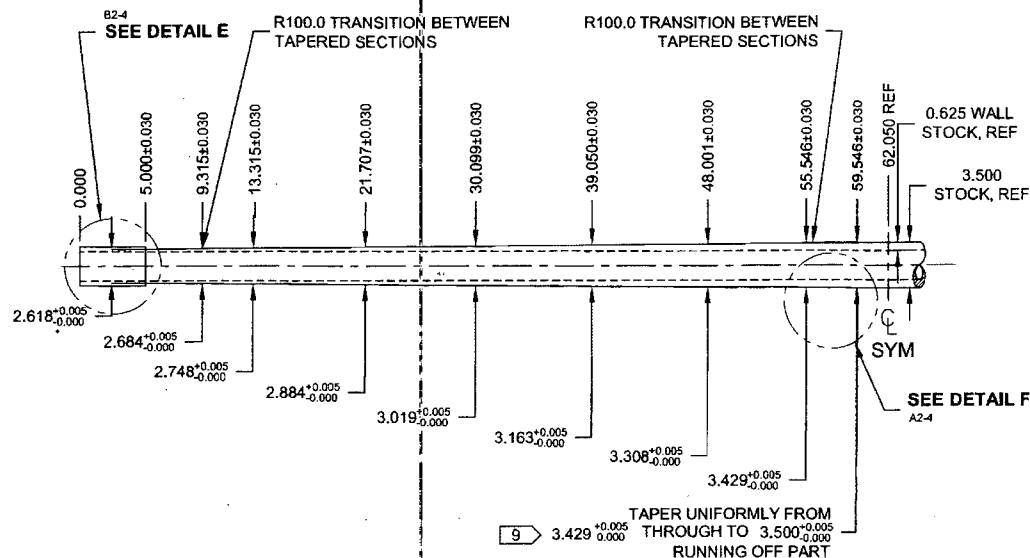 B2-4
SEE DETAIL E
R100.0 TRANSITION BETWEEN
TAPERED SECTIONS
R100.0 TRANSITION BETWEEN
TAPERED SECTIONS
0.000
5.000±0.030
9.315±0.030
13.315±0.030
21.707±0.030
30.099±0.030
39.050±0.030
48.001±0.030
55.546±0.030
59.546±0.030
62.050 REF
0.625 WALL
STOCK, REF
3.500
STOCK, REF
2.618+0.005 -0.000
2.684+0.005 -0.000
2.748+0.005 -0.000
2.884+0.005 -0.000
3.019+0.005 -0.000
3.163+0.005 -0.000
3.308+0.005 -0.000
3.429+0.005 -0.000
℄
SYM
SEE DETAIL F
A2-4
TAPER UNIFORMLY FROM
9 3.429 +0.005 0.000 THROUGH TO 3.500+0.005 -0.000
RUNNING OFF PART